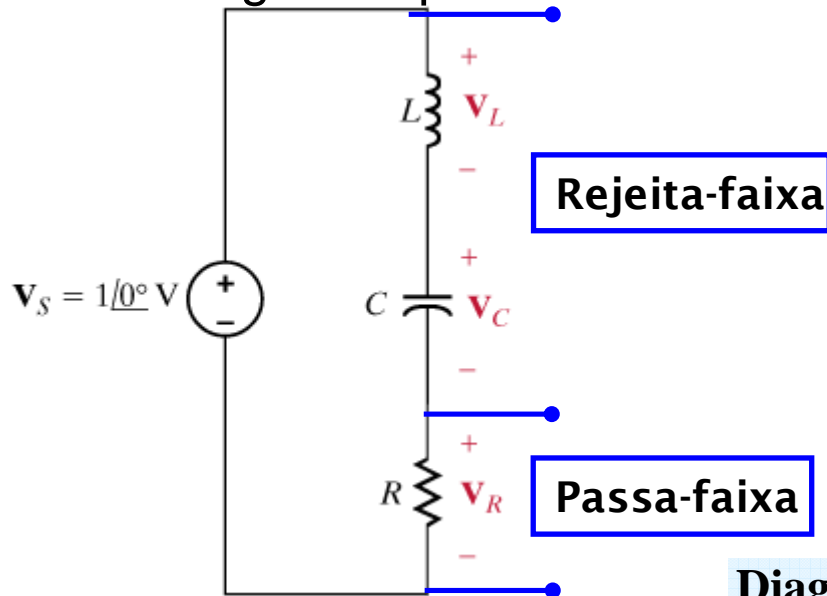 +
L
V_L
−
Rejeita-faixa
+
V_S = 1/0° V
+
−
C
V_C
−
+
R
V_R
Passa-faixa
−